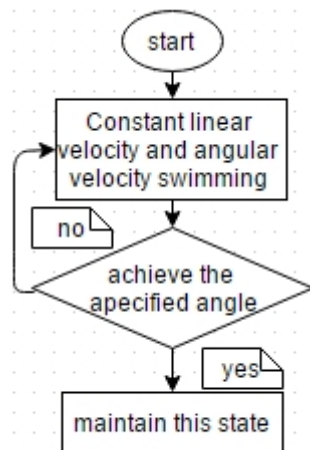 start
Constant linear
velocity and angular
velocity swimming
no
achieve the
apecified angle
yes
maintain this state